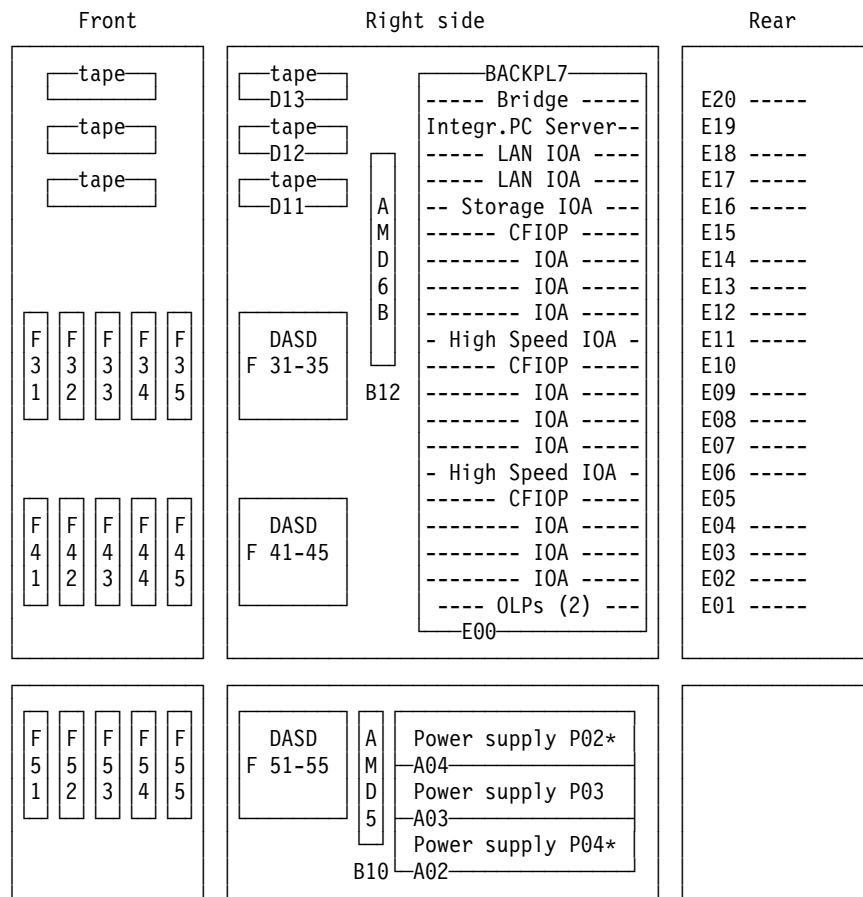 Front Right side Rear
tape tape BACKPL7
D13 ----- Bridge ----- E20 -----
tape tape Integr.PC Server-- E19
D12 ----- LAN IOA ---- E18 -----
tape tape ----- LAN IOA ---- E17 -----
D11 A -- Storage IOA --- E16 -----
M ------ CFIOP ----- E15
D -------- IOA ----- E14 -----
6 -------- IOA ----- E13 -----
B -------- IOA ----- E12 -----
F F F F F DASD - High Speed IOA - E11 -----
3 3 3 3 3 F 31-35 ------ CFIOP ----- E10
1 2 3 4 5 B12 -------- IOA ----- E09 -----
-------- IOA ----- E08 -----
-------- IOA ----- E07 -----
- High Speed IOA - E06 -----
------ CFIOP ----- E05
F F F F F DASD -------- IOA ----- E04 -----
4 4 4 4 4 F 41-45 -------- IOA ----- E03 -----
1 2 3 4 5 -------- IOA ----- E02 -----
---- OLPs (2) --- E01 -----
E00
F F F F F DASD A Power supply P02*
5 5 5 5 5 F 51-55 M A04
1 2 3 4 5 D Power supply P03
5 A03
Power supply P04*
B10 A02